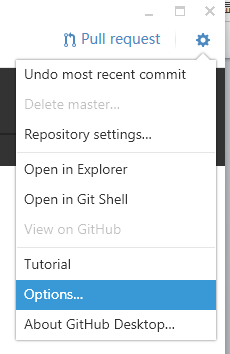 Pull request
Undo most recent commit
Delete master...
Repository settings...
Open in Explorer
Open in Git Shell
View on GitHub
Tutorial
Options...
About GitHub Desktop...